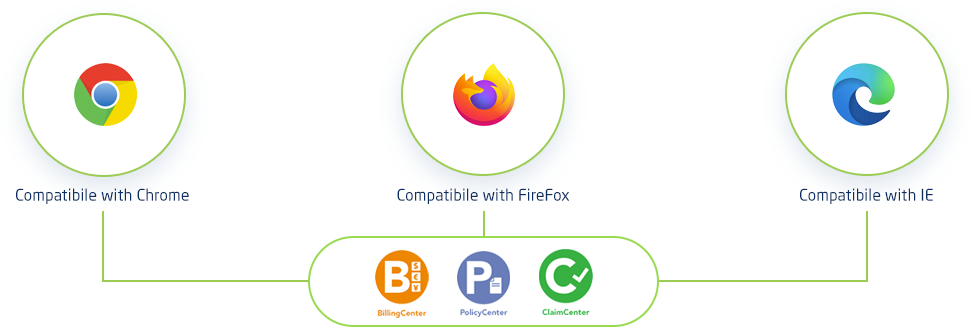 Compatibile with Chrome
Compatibile with FireFox
Compatibile with IE
B
$
€
¥
BillingCenter
P
PolicyCenter
C
ClaimCenter